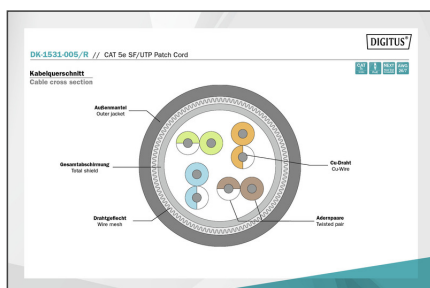 DIGITUS®
DK-1531-005/R // CAT 5e SF/UTP Patch Cord
Kabelquerschnitt
Cable cross section
Außenmantel
Outer jacket
Gesamtabschirmung
Total shield
Drahtgeflecht
Wire mesh
Cu-Draht
Cu-Wire
Adernpaare
Twisted pair